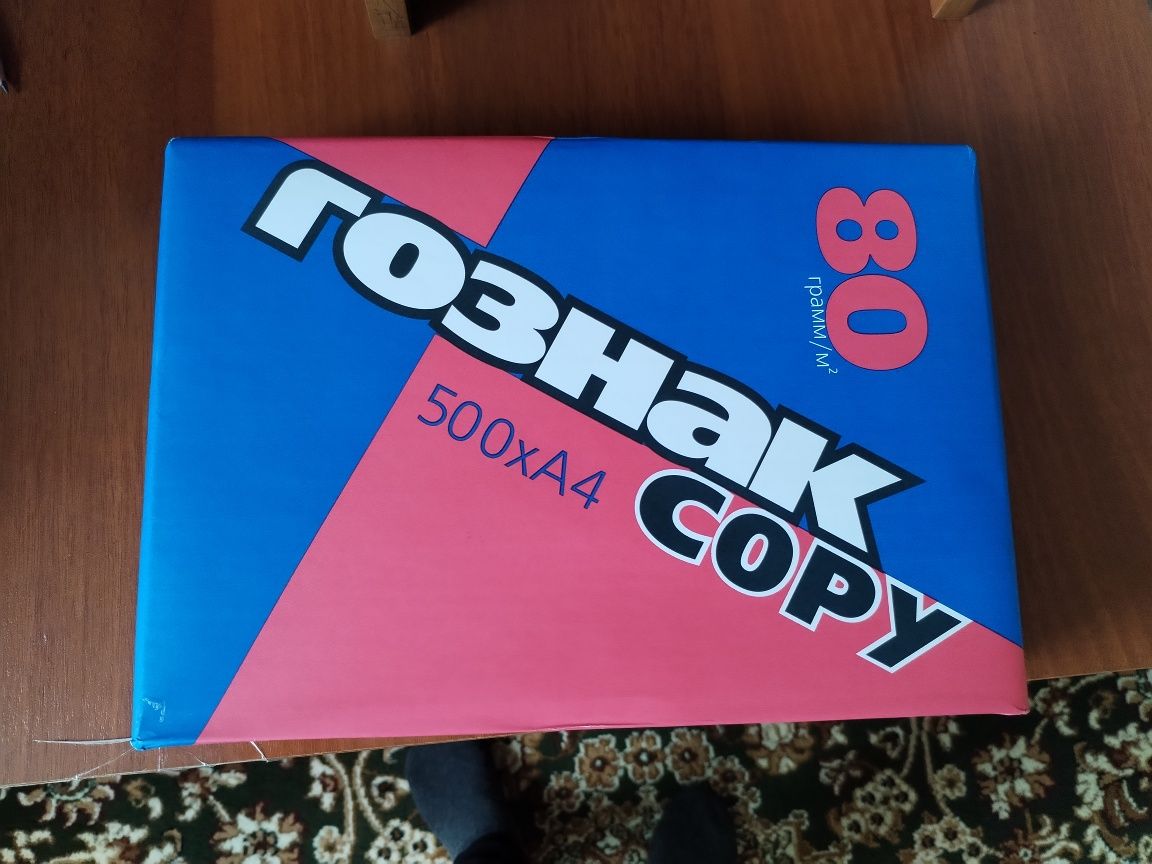 гознак
copy
500xA4
80
грамм/м²